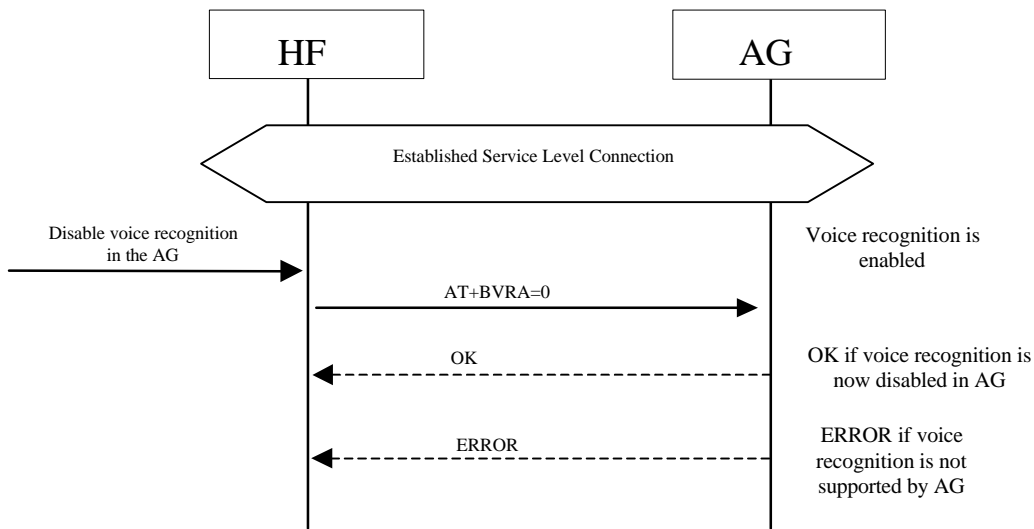 HF
AG
Established Service Level Connection
Disable voice recognition
in the AG
Voice recognition is
enabled
AT+BVRA=0
OK
OK if voice recognition is
now disabled in AG
ERROR
ERROR if voice
recognition is not
supported by AG